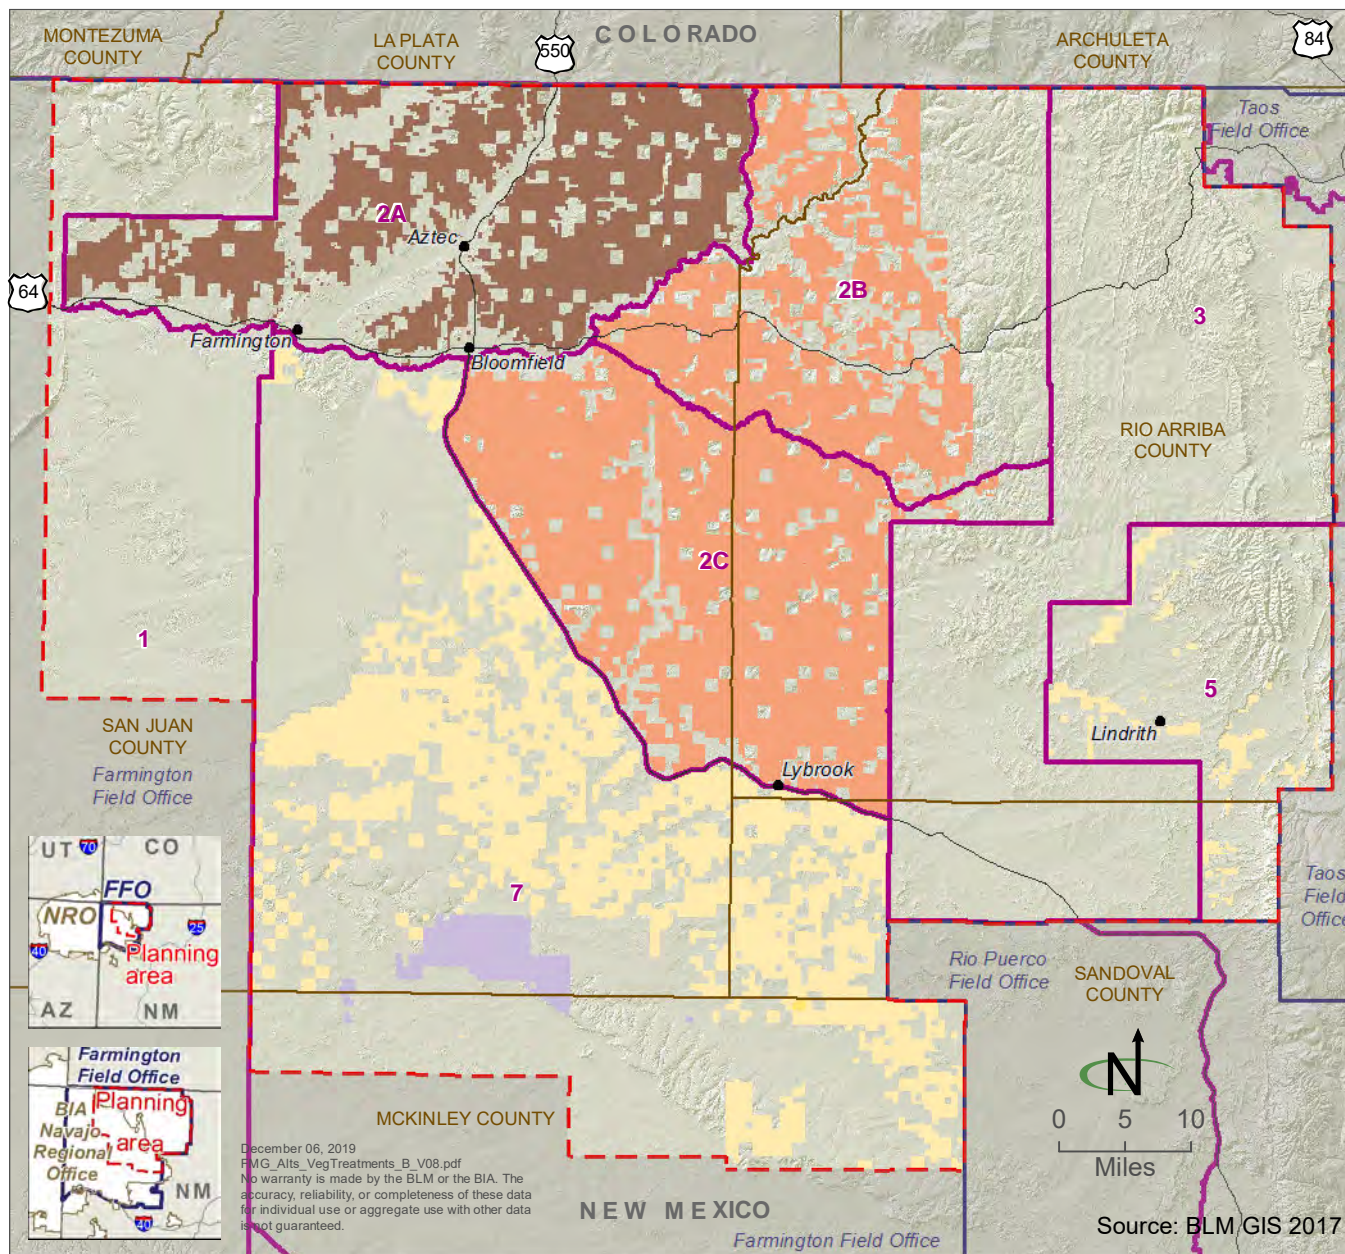 MONTEZUMA
COUNTY
LA PLATA
COUNTY
550
COLORADO
ARCHULETA
COUNTY
84
Taos
Field Office
2A
Aztec
2B
64
3
Farmington
Bloomfield
RIO ARRIBA
COUNTY
2C
1
5
Lindrith
SAN JUAN
COUNTY
Farmington
Field Office
Lybrook
UT
70
CO
FFO
NRO
25
40
Planning
area
AZ
NM
7
Taos
Field
Office
Rio Puerco
Field Office
SANDOVAL
COUNTY
N
0 5 10
Miles
Farmington
Field Office
BIA
Navajo
Regional
Office
Planning
area
NM
40
MCKINLEY COUNTY
December 06, 2019
FMG_Alts_VegTreatments_B_V08.pdf
No warranty is made by the BLM or the BIA. The
accuracy, reliability, or completeness of these data
for individual use or aggregate use with other data
is not guaranteed.
NEW MEXICO
Farmington Field Office
Source: BLM GIS 2017